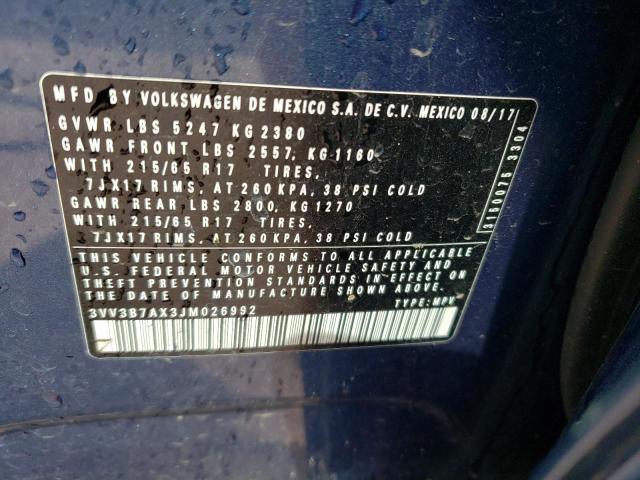 MFD BY VOLKSWAGEN DE MEXICO S.A. DE C.V. MEXICO 08/17
GVWR LBS 5247 KG 2380
GAWR FRONT LBS 2557, KG 1160
WITH 215/65 R17 TIRES,
7JX17 RIMS, AT 260 KPA, 38 PSI COLD
GAWR REAR LBS 2800, KG 1270
WITH 215/65 R17 TIRES,
7JX17 RIMS, AT 260 KPA, 38 PSI COLD
THIS VEHICLE CONFORMS TO ALL APPLICABLE
U.S. FEDERAL MOTOR VEHICLE SAFETY AND
THEFT PREVENTION STANDARDS IN EFFECT ON
THE DATE OF MANUFACTURE SHOWN ABOVE.
3VV3B7AX3JM026992 TYPE: MPV
3150075 3304